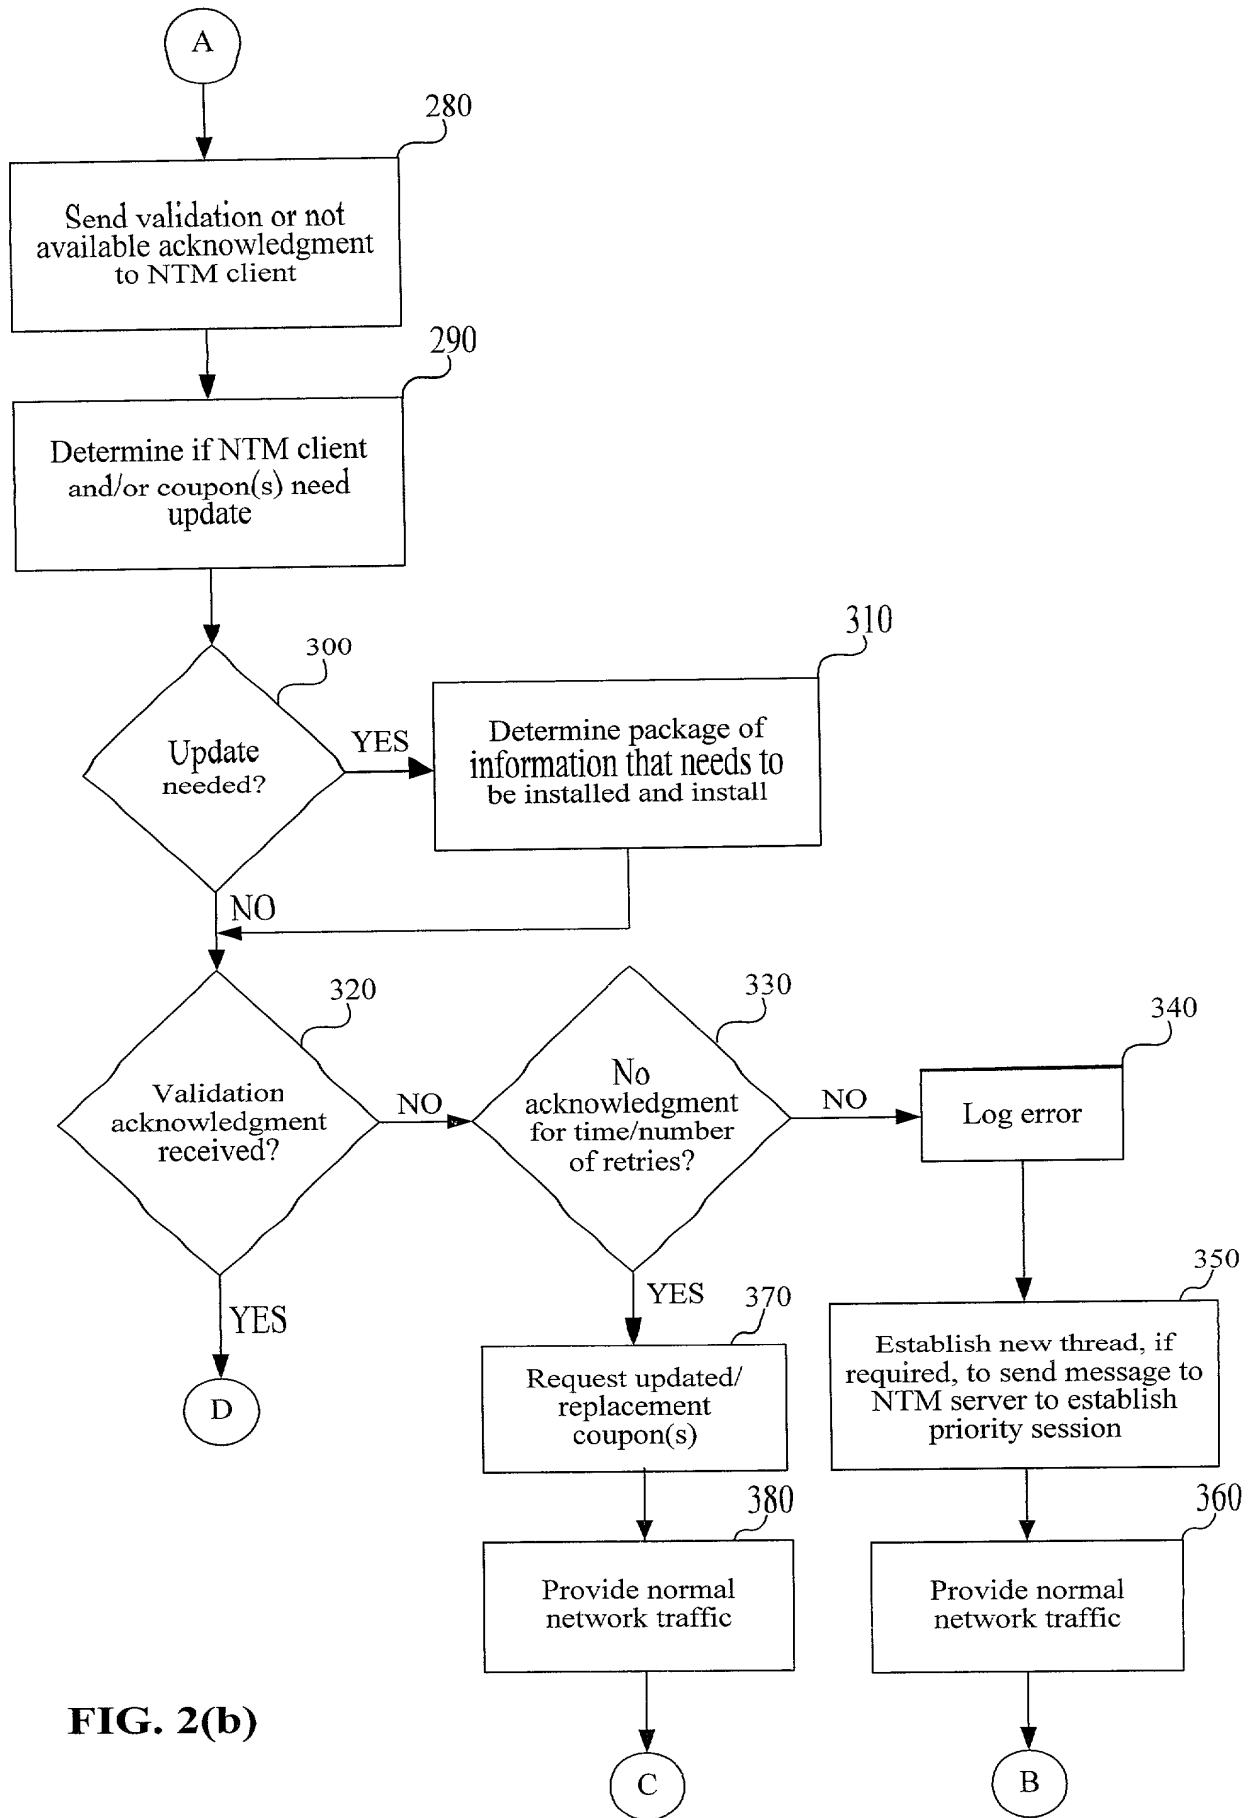 A
280
Send validation or not
available acknowledgment
to NTM client
290
Determine if NTM client
and/or coupon(s) need
update
300
Update
needed?
YES
310
Determine package of
information that needs to
be installed and install
NO
320
Validation
acknowledgment
received?
NO
330
No
acknowledgment
for time/number
of retries?
NO
340
Log error
YES
D
YES
370
Request updated/
replacement
coupon(s)
350
Establish new thread, if
required, to send message to
NTM server to establish
priority session
380
Provide normal
network traffic
360
Provide normal
network traffic
FIG. 2(b)
C
B